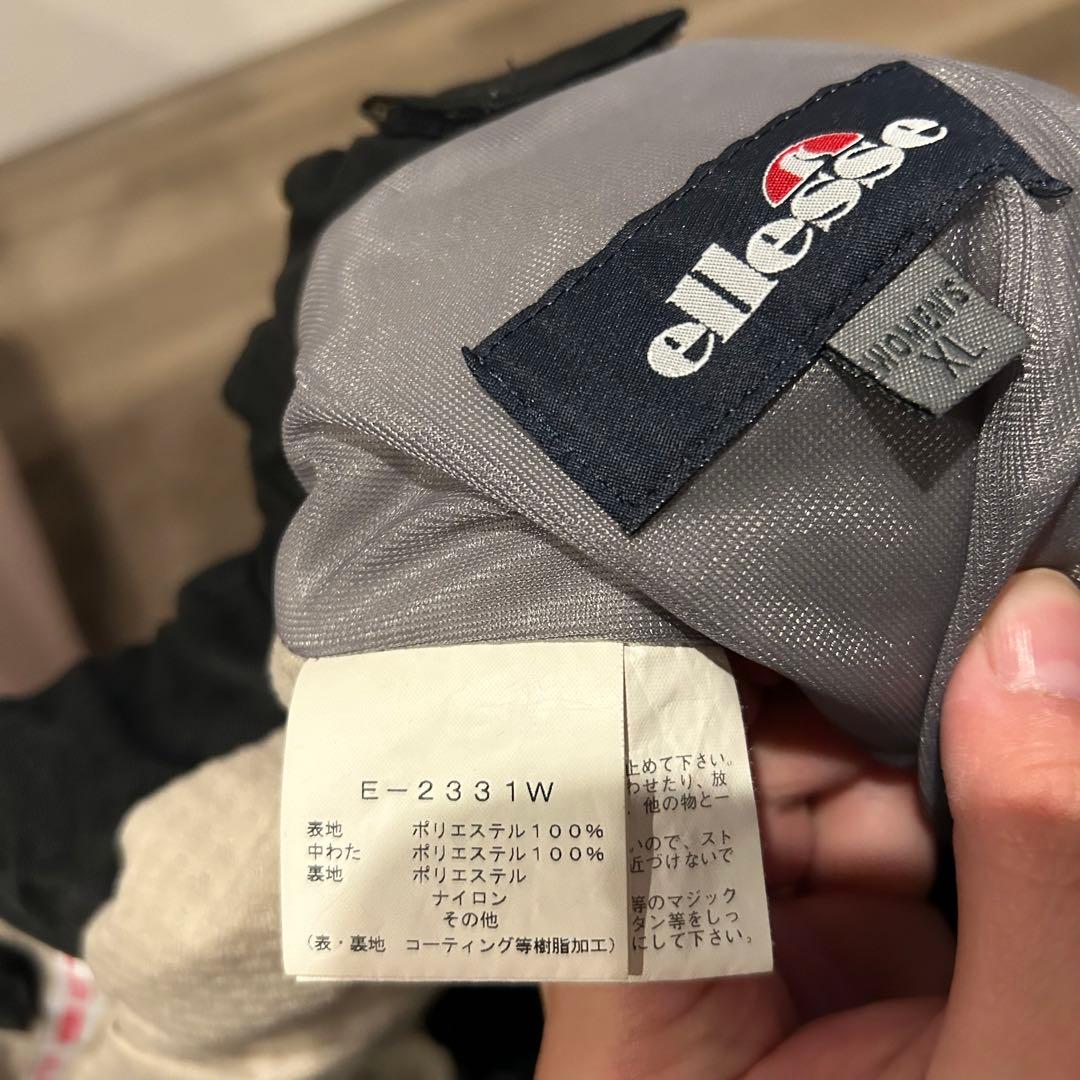 ellesse
WOMEN'S
XL
E-2331W
表地 ポリエステル100%
中わた ポリエステル100%
裏地 ポリエステル
ナイロン
その他
(表・裏地 コーティング等樹脂加工)
止めて下さい。
わせたり、放
他の物と一
いので、スト
近づけないで
等のマジック
タン等をしっ
にして下さい。